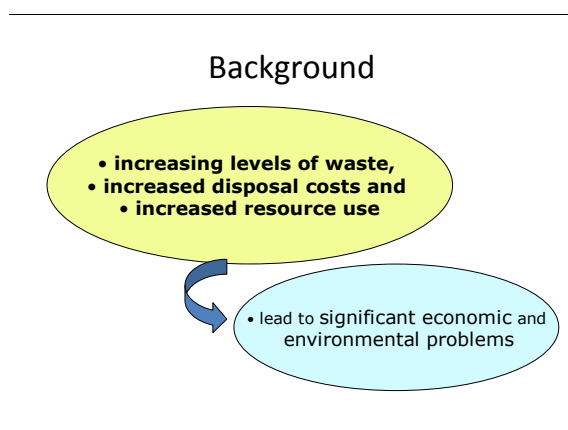 Background
• increasing levels of waste,
• increased disposal costs and
• increased resource use
• lead to significant economic and
environmental problems